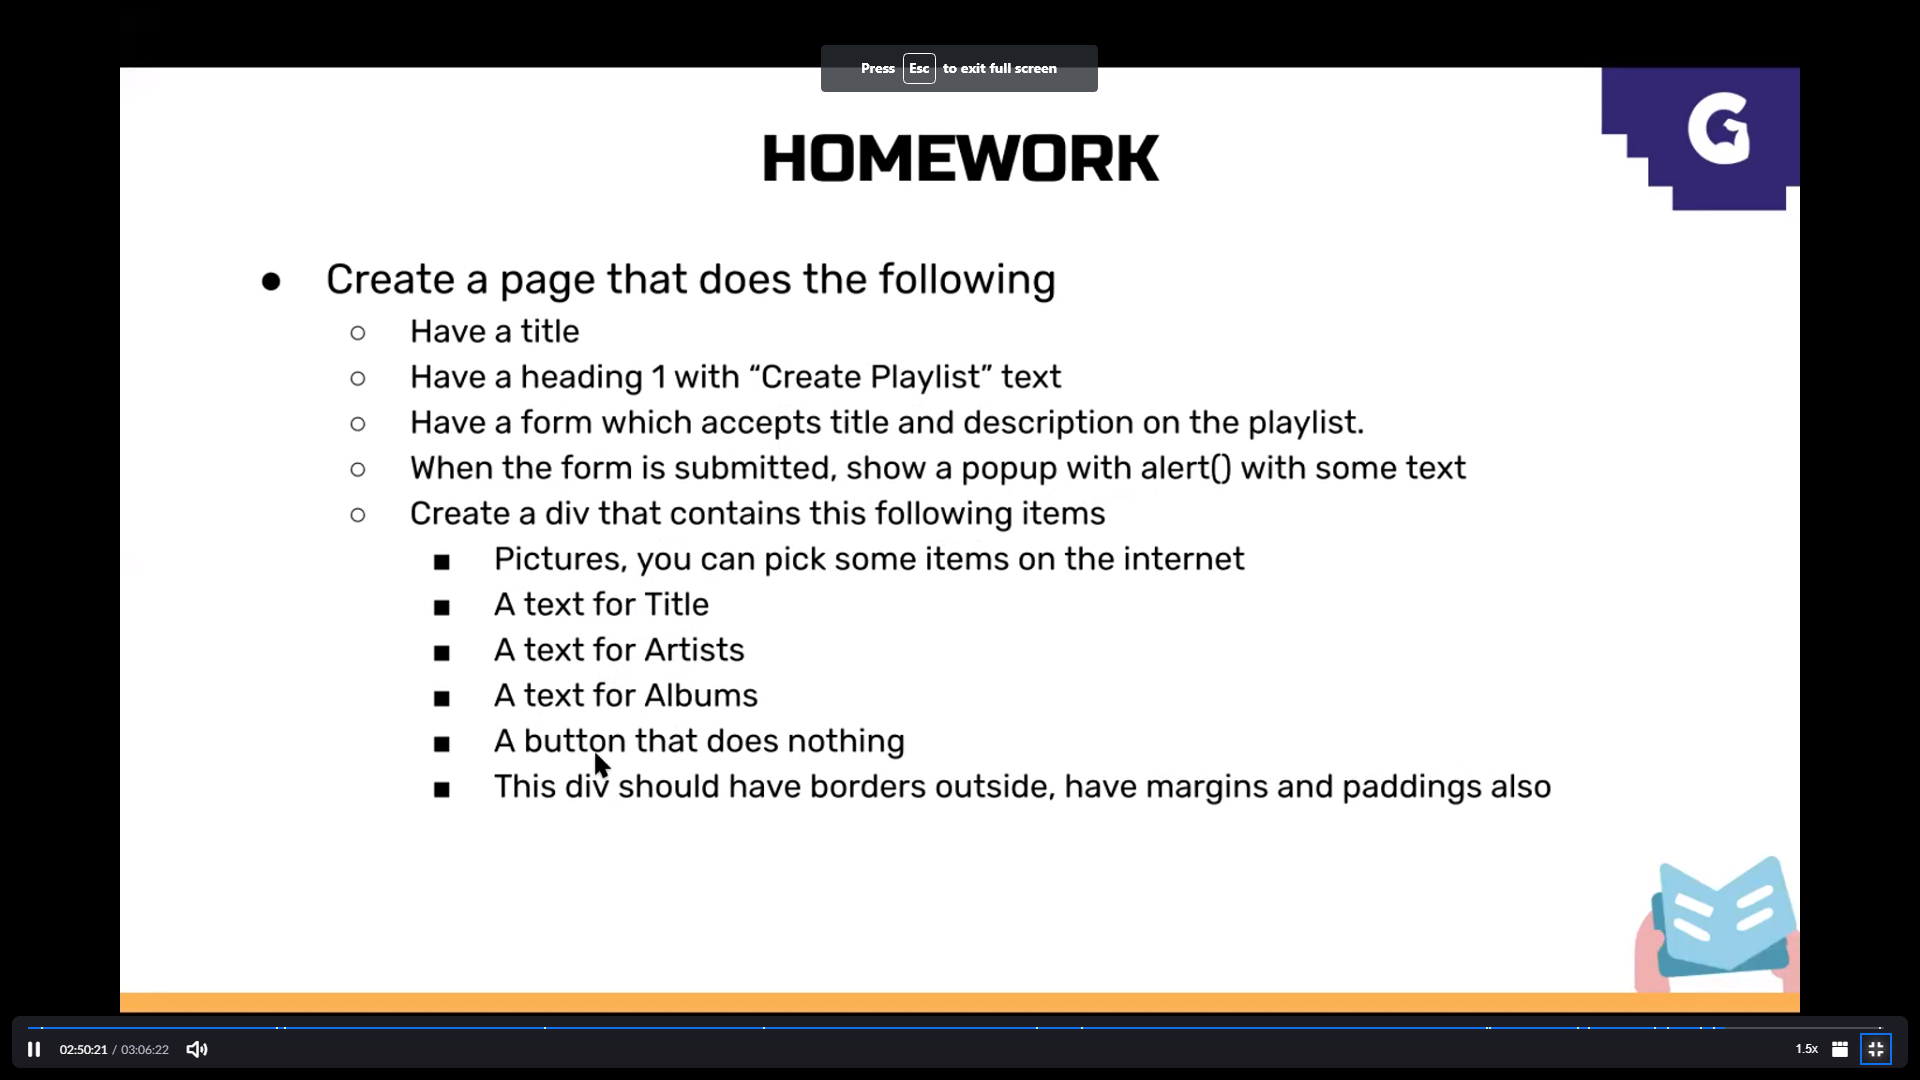 Press Esc to exit full screen
G
HOMEWORK
● Create a page that does the following
○ Have a title
○ Have a heading 1 with “Create Playlist” text
○ Have a form which accepts title and description on the playlist.
○ When the form is submitted, show a popup with alert() with some text
○ Create a div that contains this following items
■ Pictures, you can pick some items on the internet
■ A text for Title
■ A text for Artists
■ A text for Albums
■ A button that does nothing
■ This div should have borders outside, have margins and paddings also
02:50:21 / 03:06:22
1.5x